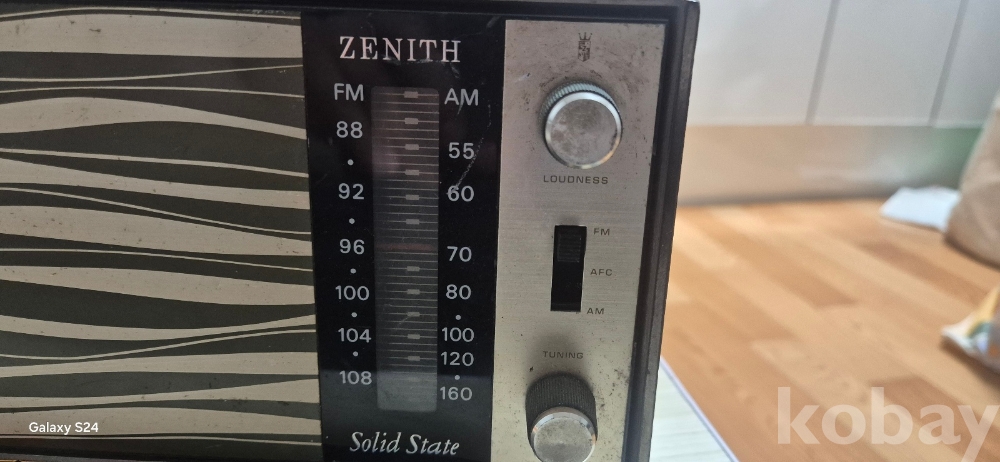 ZENITH
FM AM
88
55
92 60
96
70
100 80
104 100
120
108
160
Solid State
LOUDNESS
FM
AFC
AM
TUNING
Galaxy S24
kobay